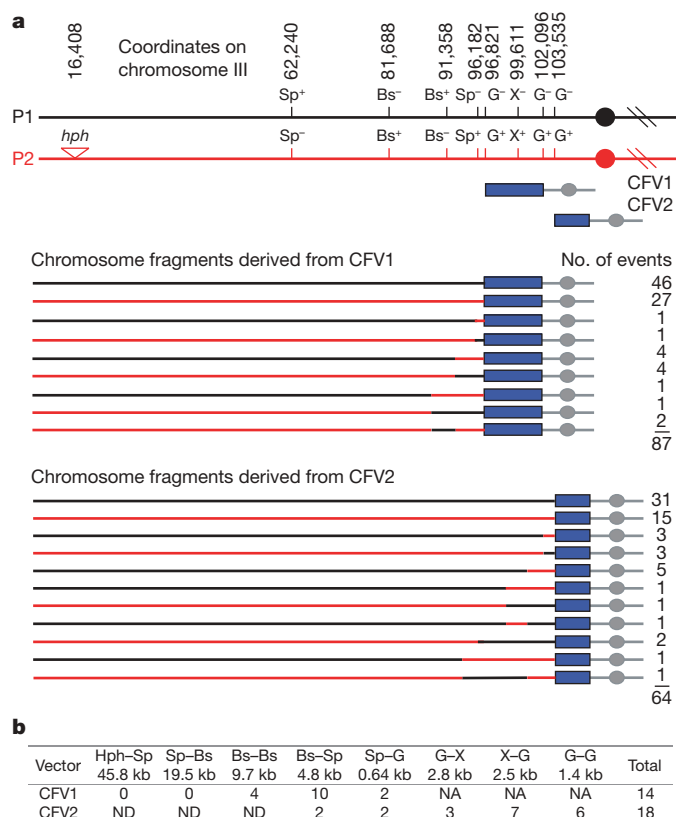 a
Coordinates on
chromosome III
16,408
62,240
81,688
91,358
96,182
96,821
99,611
102,096
103,535
Sp+ Bs− Bs+ Sp− G− X− G− G−
P1
hph Sp− Bs+ Bs− Sp+ G+ X+ G+ G+
P2
CFV1
CFV2
Chromosome fragments derived from CFV1 No. of events
46
27
1
1
4
4
1
1
2
87
Chromosome fragments derived from CFV2
31
15
3
3
5
1
1
1
2
1
1
64
b
Vector Hph–Sp 45.8 kb Sp–Bs 19.5 kb Bs–Bs 9.7 kb Bs–Sp 4.8 kb Sp–G 0.64 kb G–X 2.8 kb X–G 2.5 kb G–G 1.4 kb Total
CFV1 0 0 4 10 2 NA NA NA 14
CFV2 ND ND ND 2 2 3 7 6 18